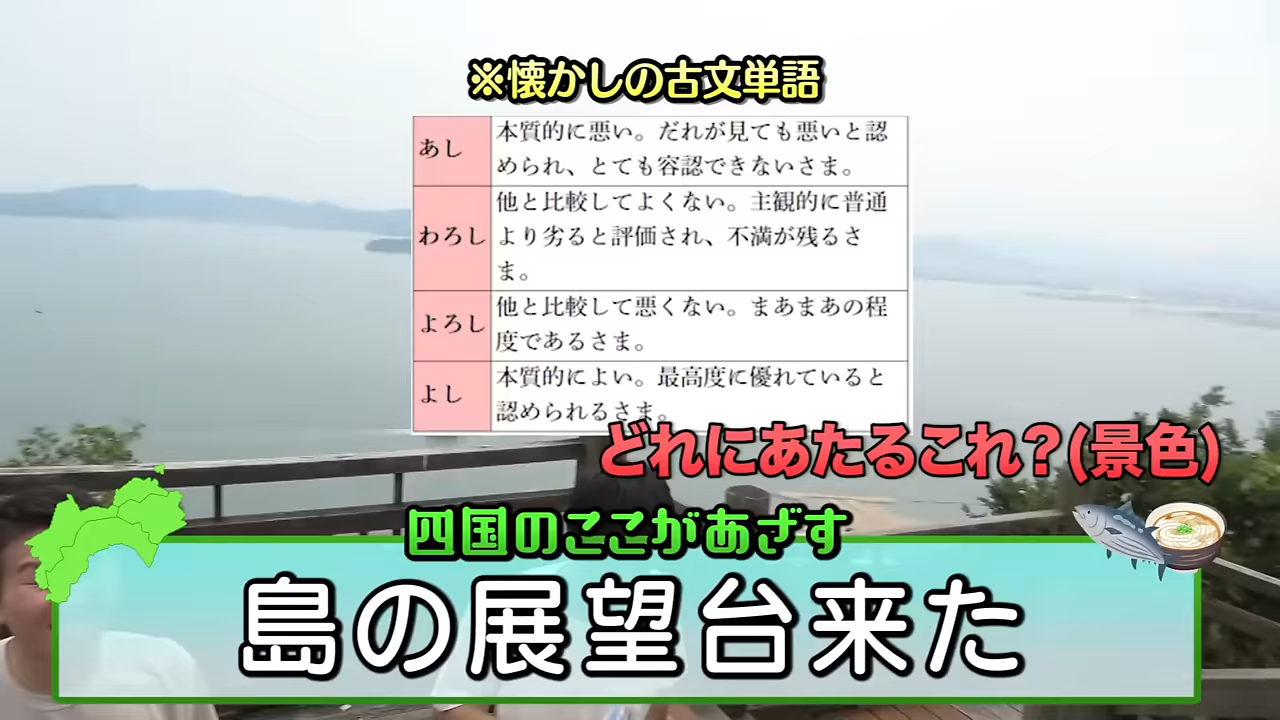 ※懐かしの古文単語
あし
本質的に悪い。だれが見ても悪いと認
められ、とても容認できないさま。
わろし
他と比較してよくない。主観的に普通
より劣ると評価され、不満が残るさ
ま。
よろし
他と比較して悪くない。まあまあの程
度であるさま。
よし
本質的によい。最高度に優れていると
認められるさま。
どれにあたるこれ?(景色)
四国のここがあざす
島の展望台来た